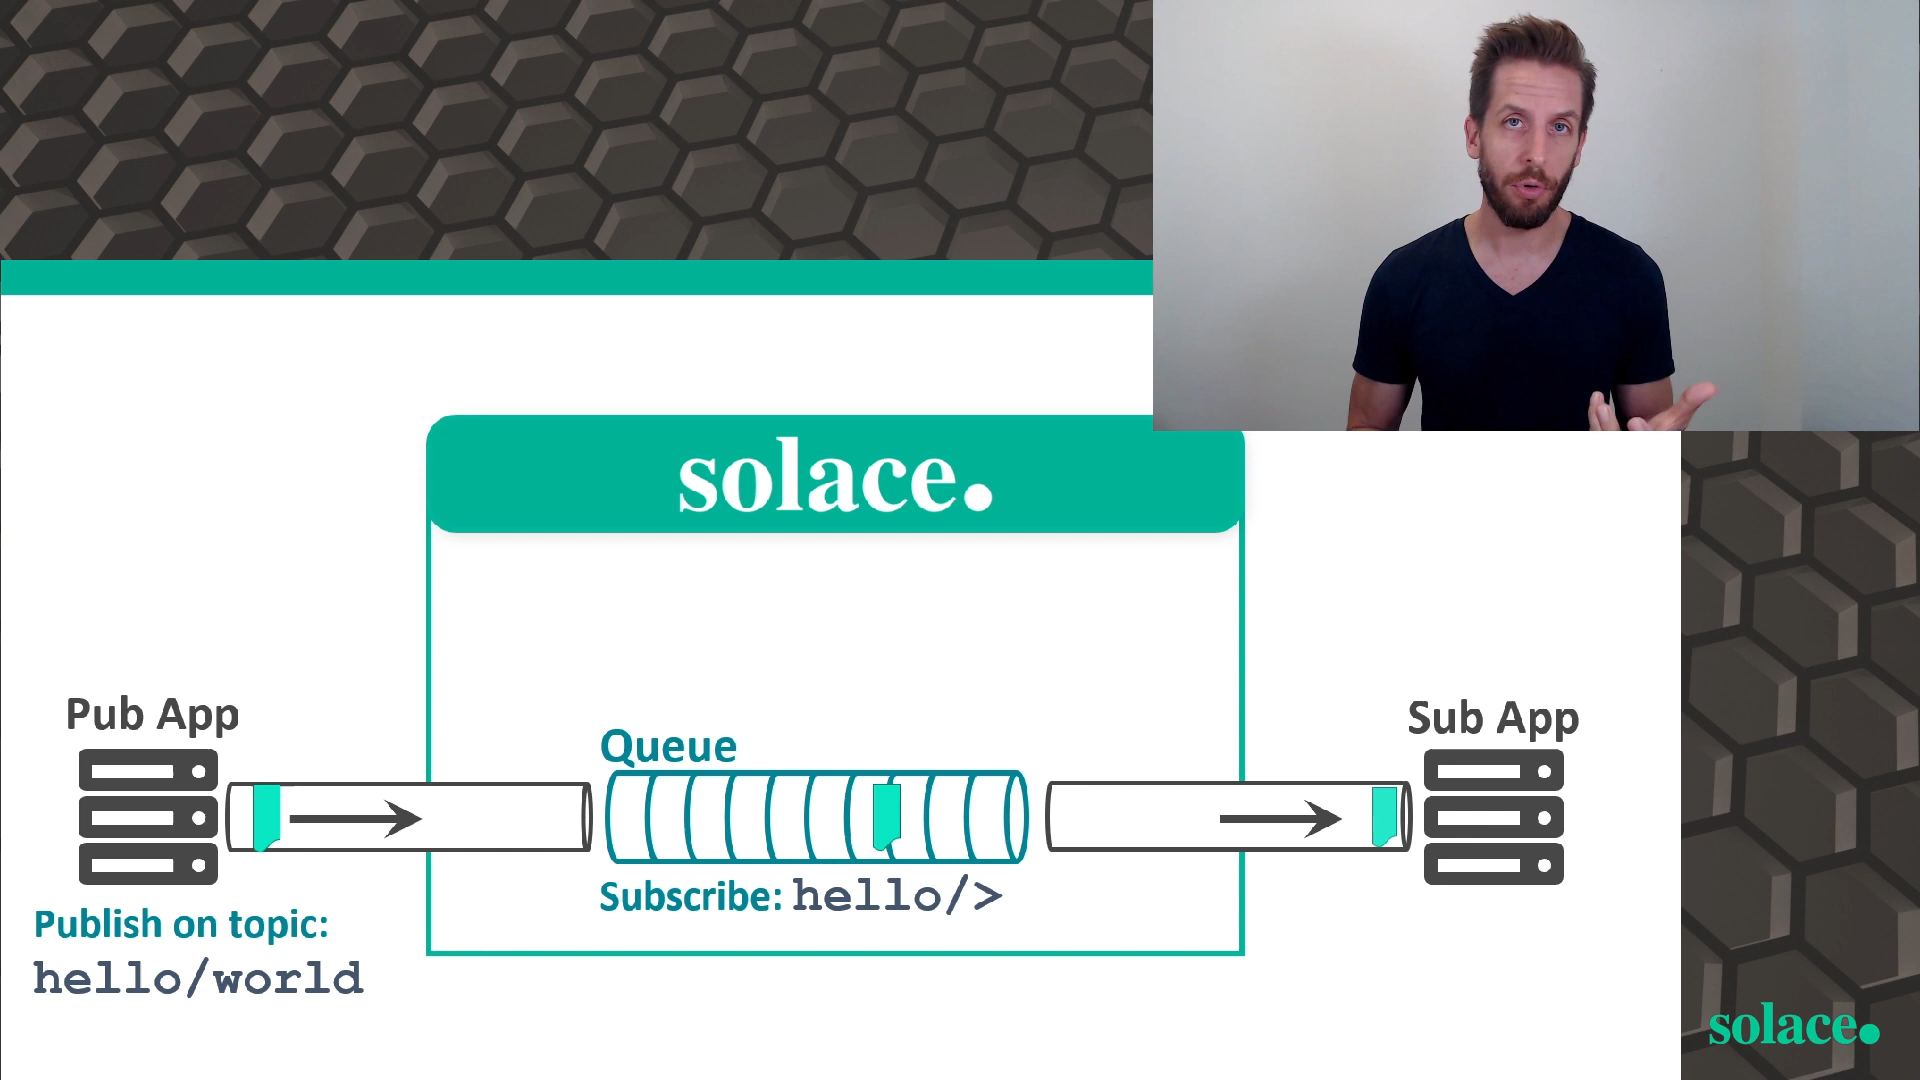 solace.
Pub App
Sub App
Queue
Subscribe: hello/>
Publish on topic:
hello/world
solace.